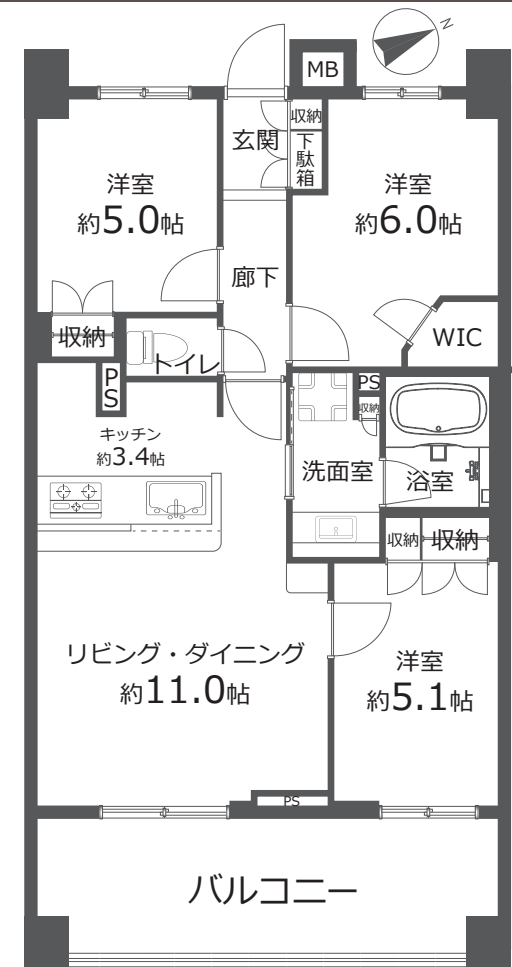 N
MB
収納
玄関
下駄箱
洋室
約5.0帖
洋室
約6.0帖
廊下
収納
トイレ
WIC
PS
PS
収納
キッチン
約3.4帖
洗面室
浴室
収納
収納
リビング・ダイニング
約11.0帖
洋室
約5.1帖
PS
バルコニー